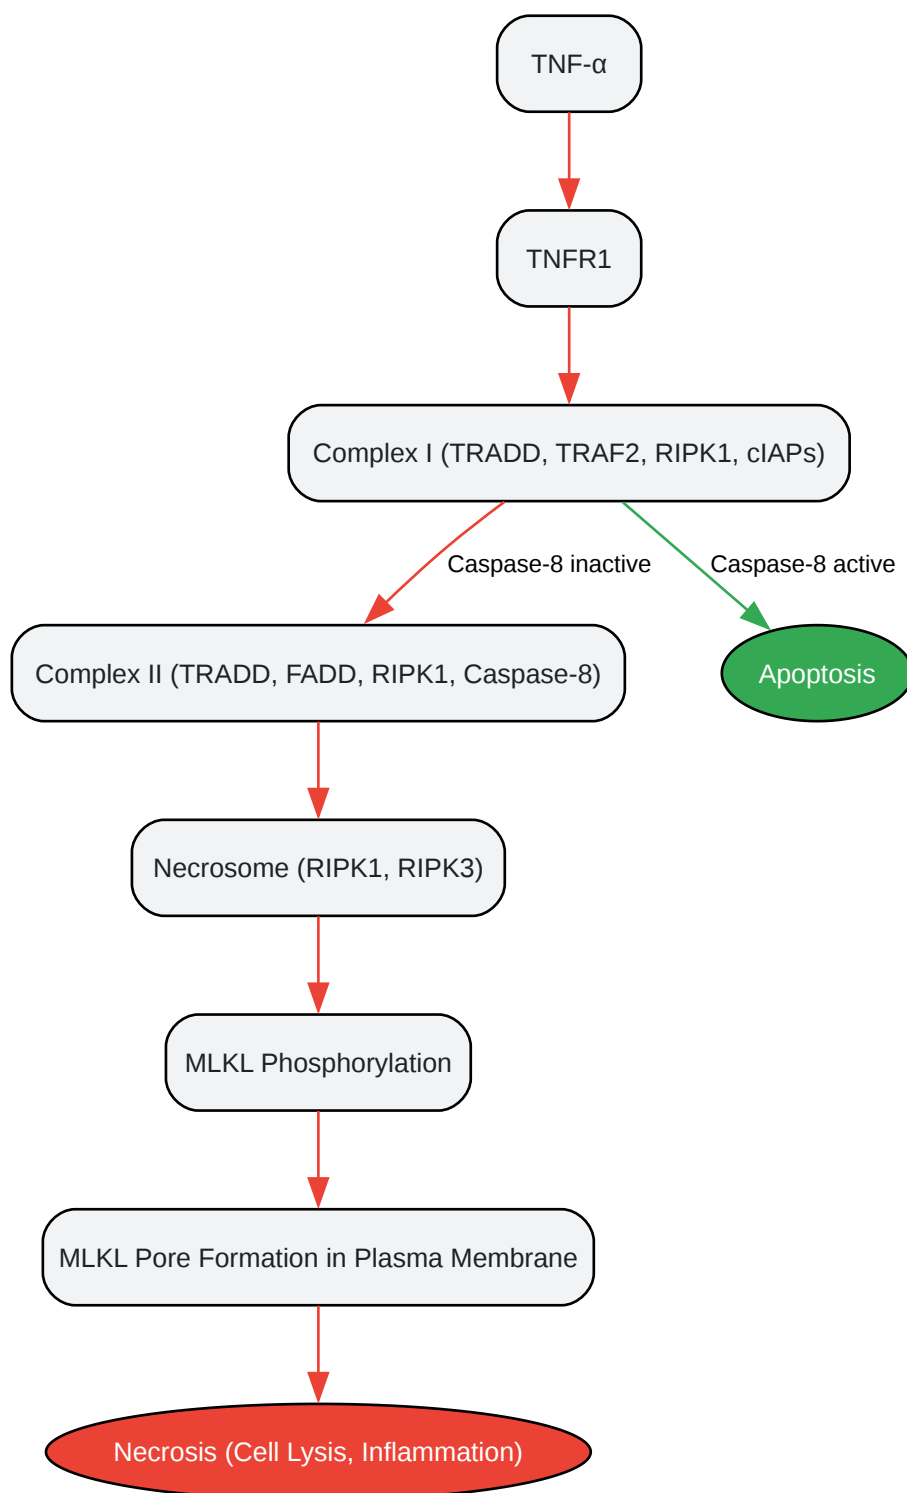 TNF-α
TNFR1
Complex I (TRADD, TRAF2, RIPK1, cIAPs)
Caspase-8 inactive
Caspase-8 active
Complex II (TRADD, FADD, RIPK1, Caspase-8)
Apoptosis
Necrosome (RIPK1, RIPK3)
MLKL Phosphorylation
MLKL Pore Formation in Plasma Membrane
Necrosis (Cell Lysis, Inflammation)